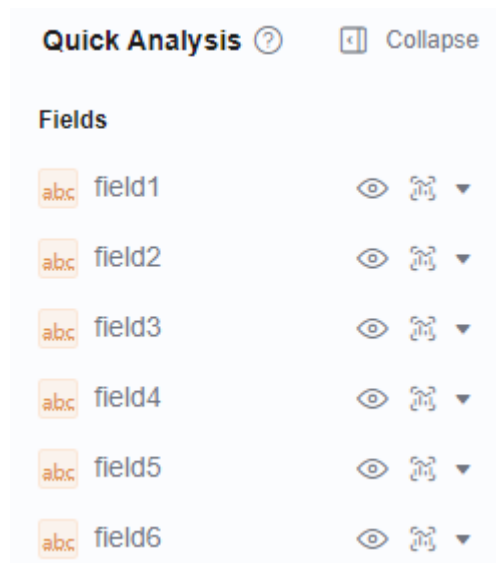 Quick Analysis ? Collapse
Fields
abc field1
abc field2
abc field3
abc field4
abc field5
abc field6